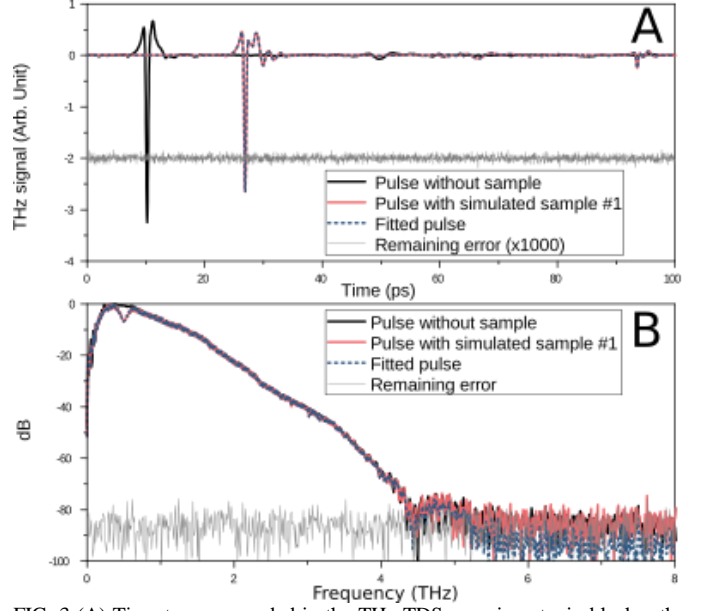 A
1
0
-1
-2
-3
-4
THz signal (Arb. Unit)
Pulse without sample
Pulse with simulated sample #1
Fitted pulse
Remaining error (x1000)
0 20 40 60 80 100
Time (ps)
B
0
-20
-40
-60
-80
-100
dB
Pulse without sample
Pulse with simulated sample #1
Fitted pulse
Remaining error
0 2 4 6 8
Frequency (THz)